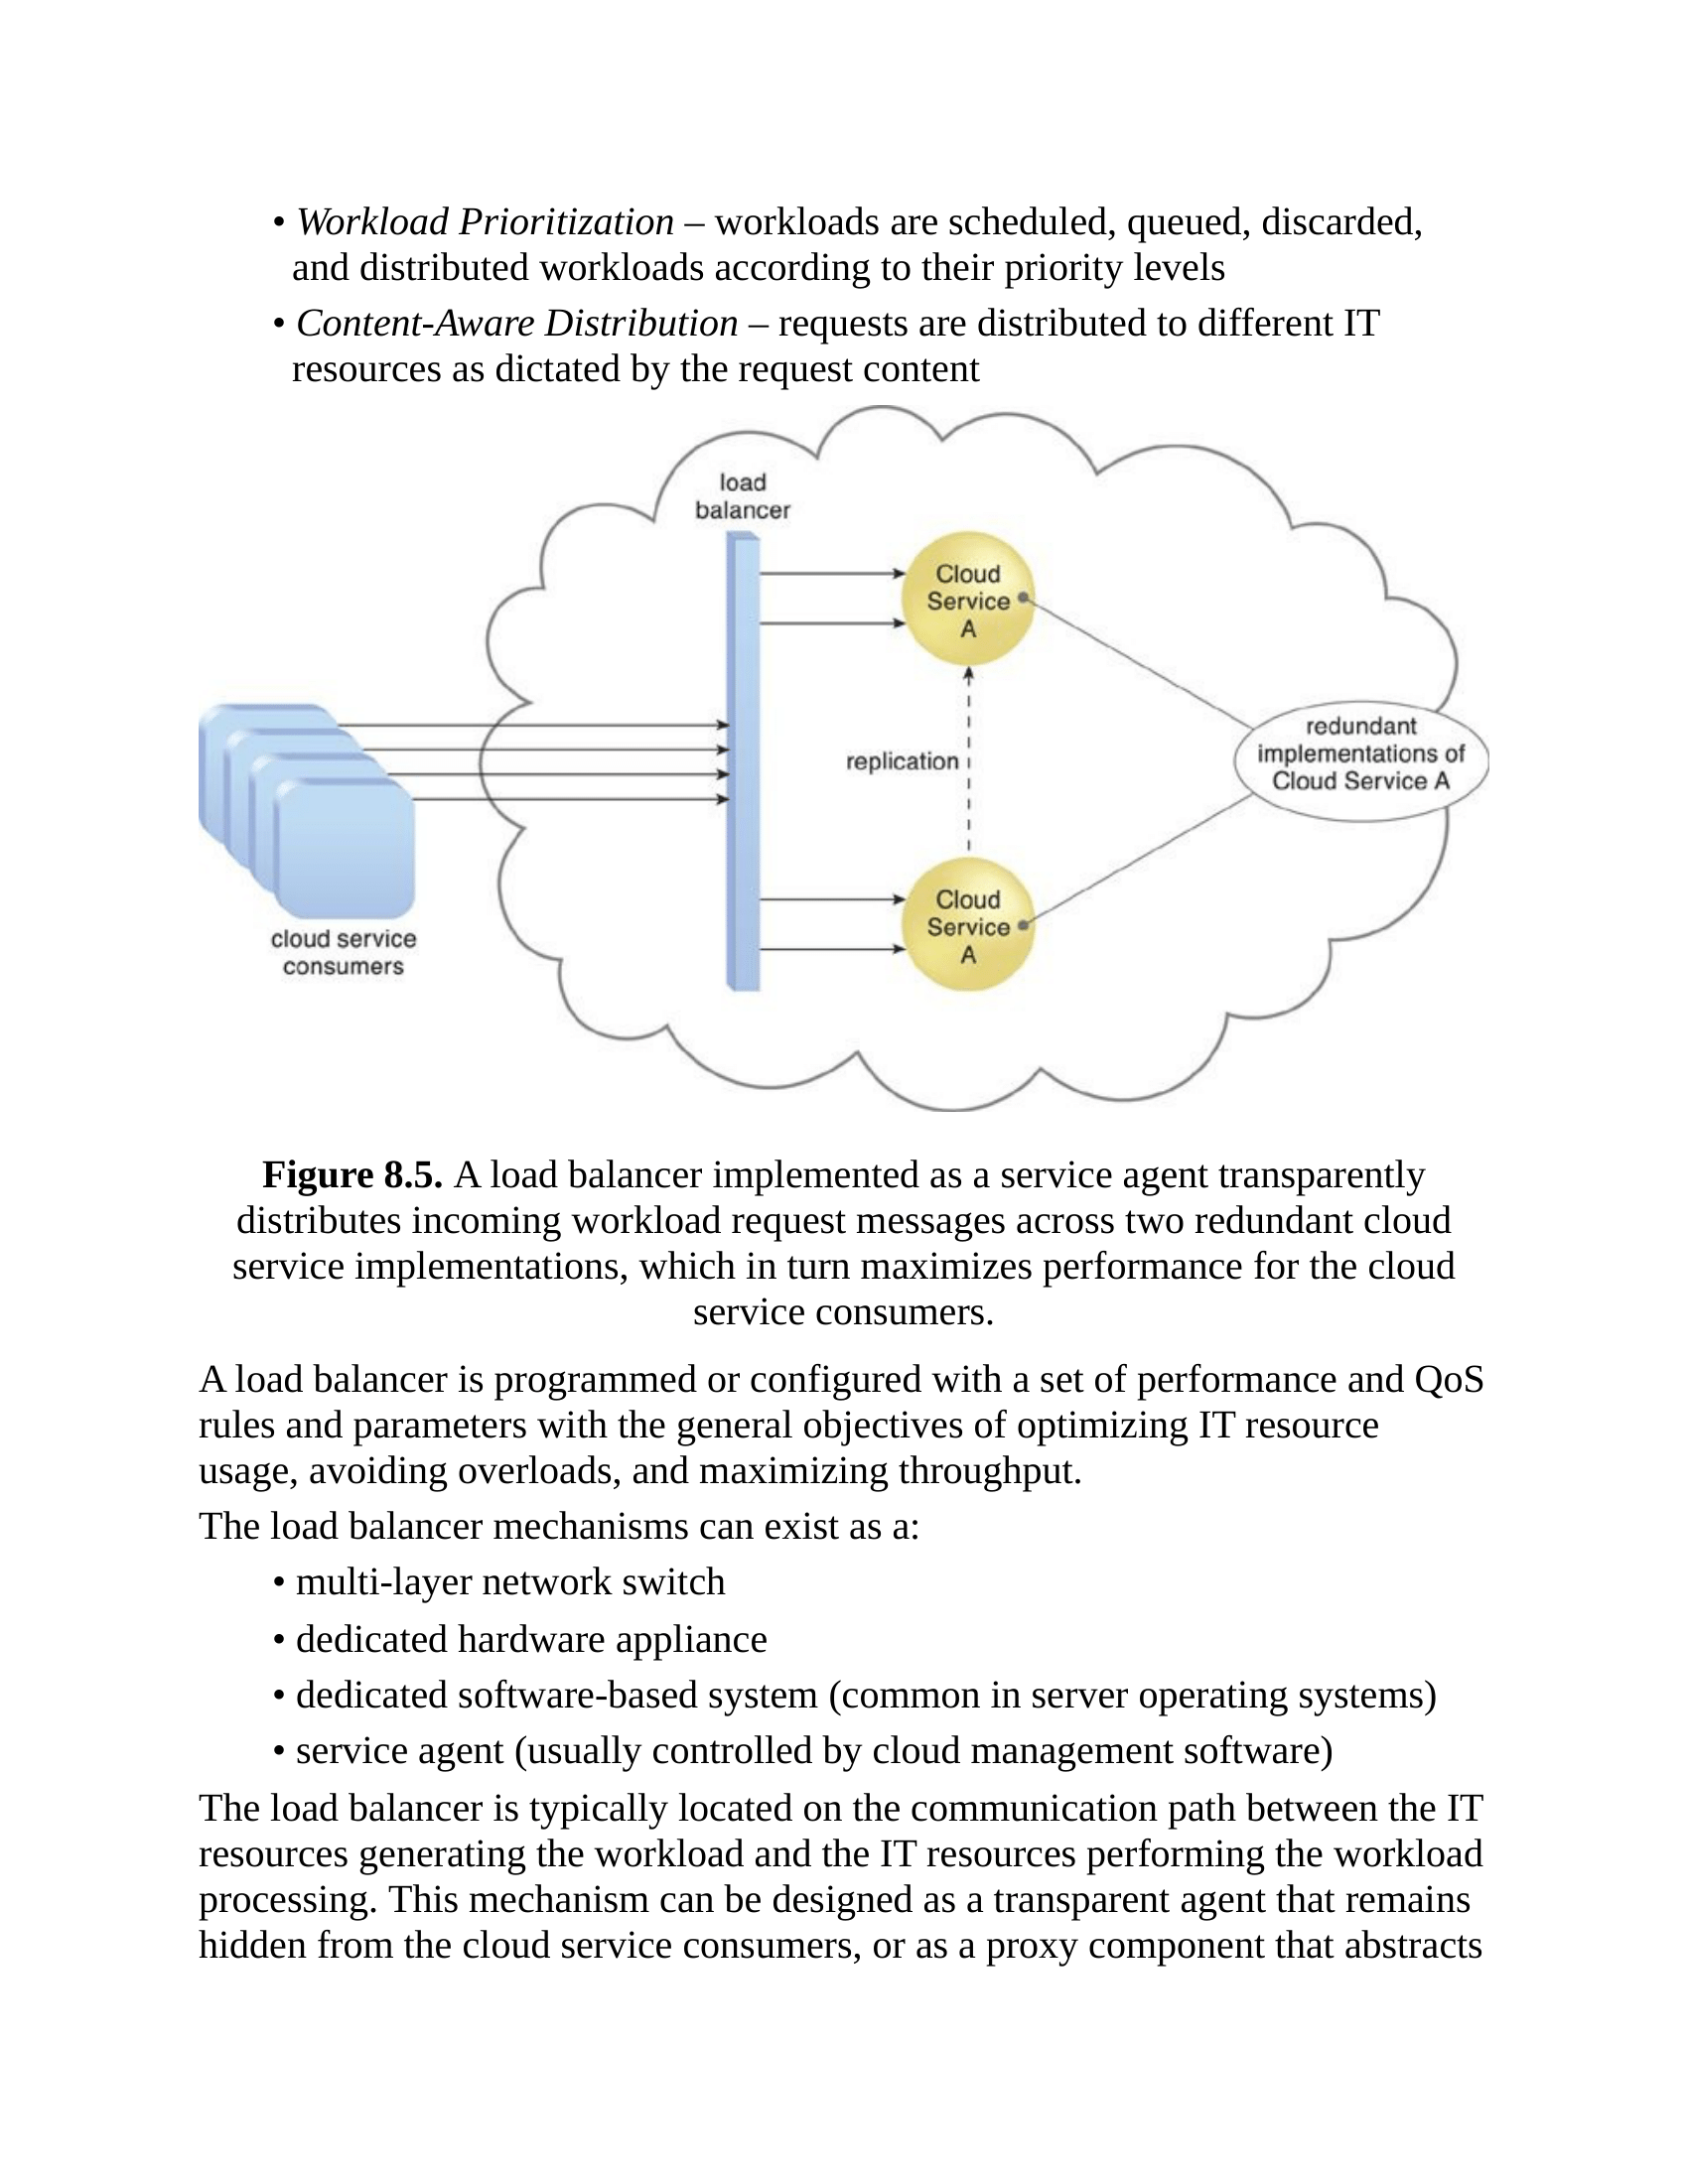 • Workload Prioritization – workloads are scheduled, queued, discarded,
and distributed workloads according to their priority levels
• Content-Aware Distribution – requests are distributed to different IT
resources as dictated by the request content
load
balancer
Cloud
Service
A
replication
redundant
implementations of
Cloud Service A
Cloud
Service
A
cloud service
consumers
Figure 8.5. A load balancer implemented as a service agent transparently
distributes incoming workload request messages across two redundant cloud
service implementations, which in turn maximizes performance for the cloud
service consumers.
A load balancer is programmed or configured with a set of performance and QoS
rules and parameters with the general objectives of optimizing IT resource
usage, avoiding overloads, and maximizing throughput.
The load balancer mechanisms can exist as a:
• multi-layer network switch
• dedicated hardware appliance
• dedicated software-based system (common in server operating systems)
• service agent (usually controlled by cloud management software)
The load balancer is typically located on the communication path between the IT
resources generating the workload and the IT resources performing the workload
processing. This mechanism can be designed as a transparent agent that remains
hidden from the cloud service consumers, or as a proxy component that abstracts